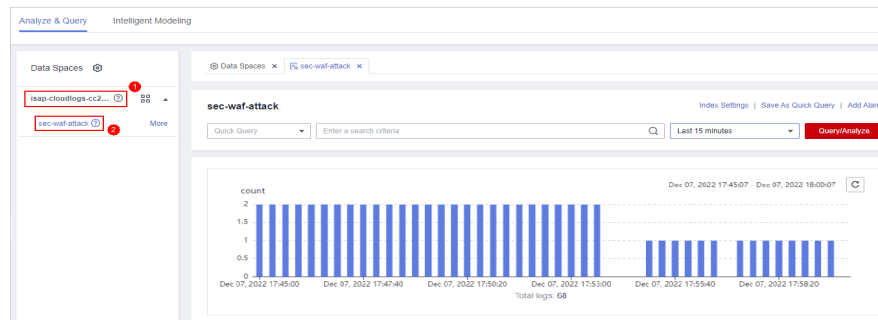 Analyze & Query Intelligent Modeling
Data Spaces
Data Spaces × sec-waf-attack ×
1
isap-cloudlogs-cc2... ?
sec-waf-attack ? More
2
sec-waf-attack
Index Settings | Save As Quick Query | Add Alarm
Quick Query Enter a search criteria Last 15 minutes Query/Analyze
Dec 07, 2022 17:45:07 - Dec 07, 2022 18:00:07
count
2
1.5
1
0.5
0
Dec 07, 2022 17:45:00 Dec 07, 2022 17:47:40 Dec 07, 2022 17:50:20 Dec 07, 2022 17:53:00 Dec 07, 2022 17:55:40 Dec 07, 2022 17:58:20
Total logs: 68